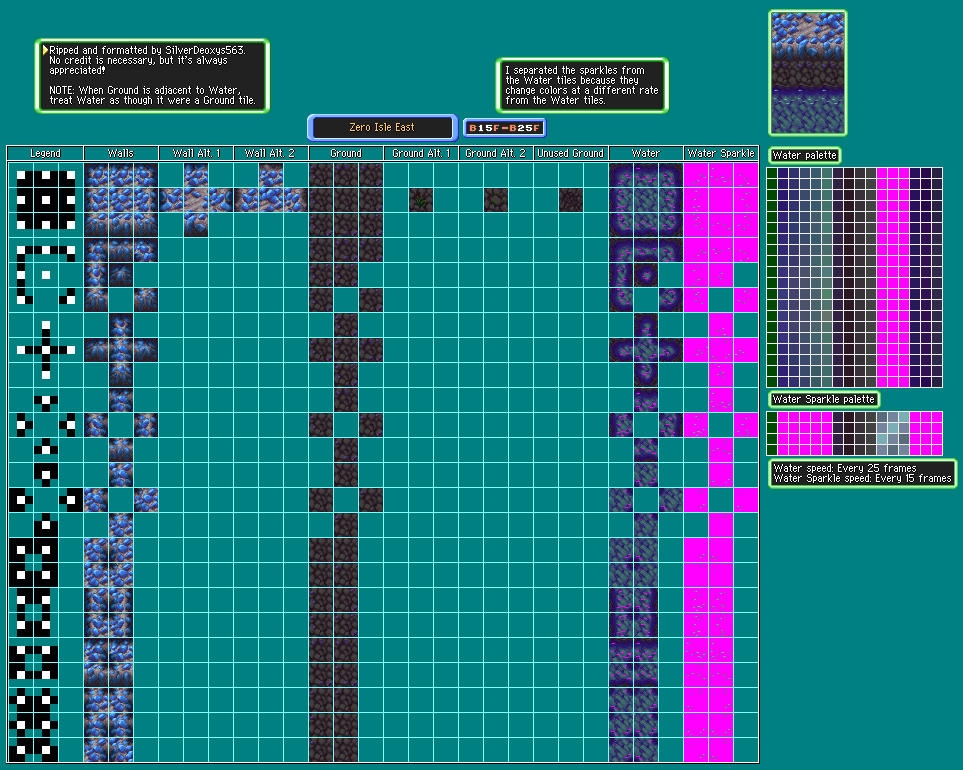 Ripped and formatted by SilverDeoxys563.
No credit is necessary, but it's always
appreciated!
NOTE: When Ground is adjacent to Water,
treat Water as though it were a Ground tile.
I separated the sparkles from
the Water tiles because they
change colors at a different rate
from the Water tiles.
Zero Isle East
B15F-B25F
Legend Walls Wall Alt. 1 Wall Alt. 2 Ground Ground Alt. 1 Ground Alt. 2 Unused Ground Water Water Sparkle
Water palette
Water Sparkle palette
Water speed: Every 25 frames
Water Sparkle speed: Every 15 frames